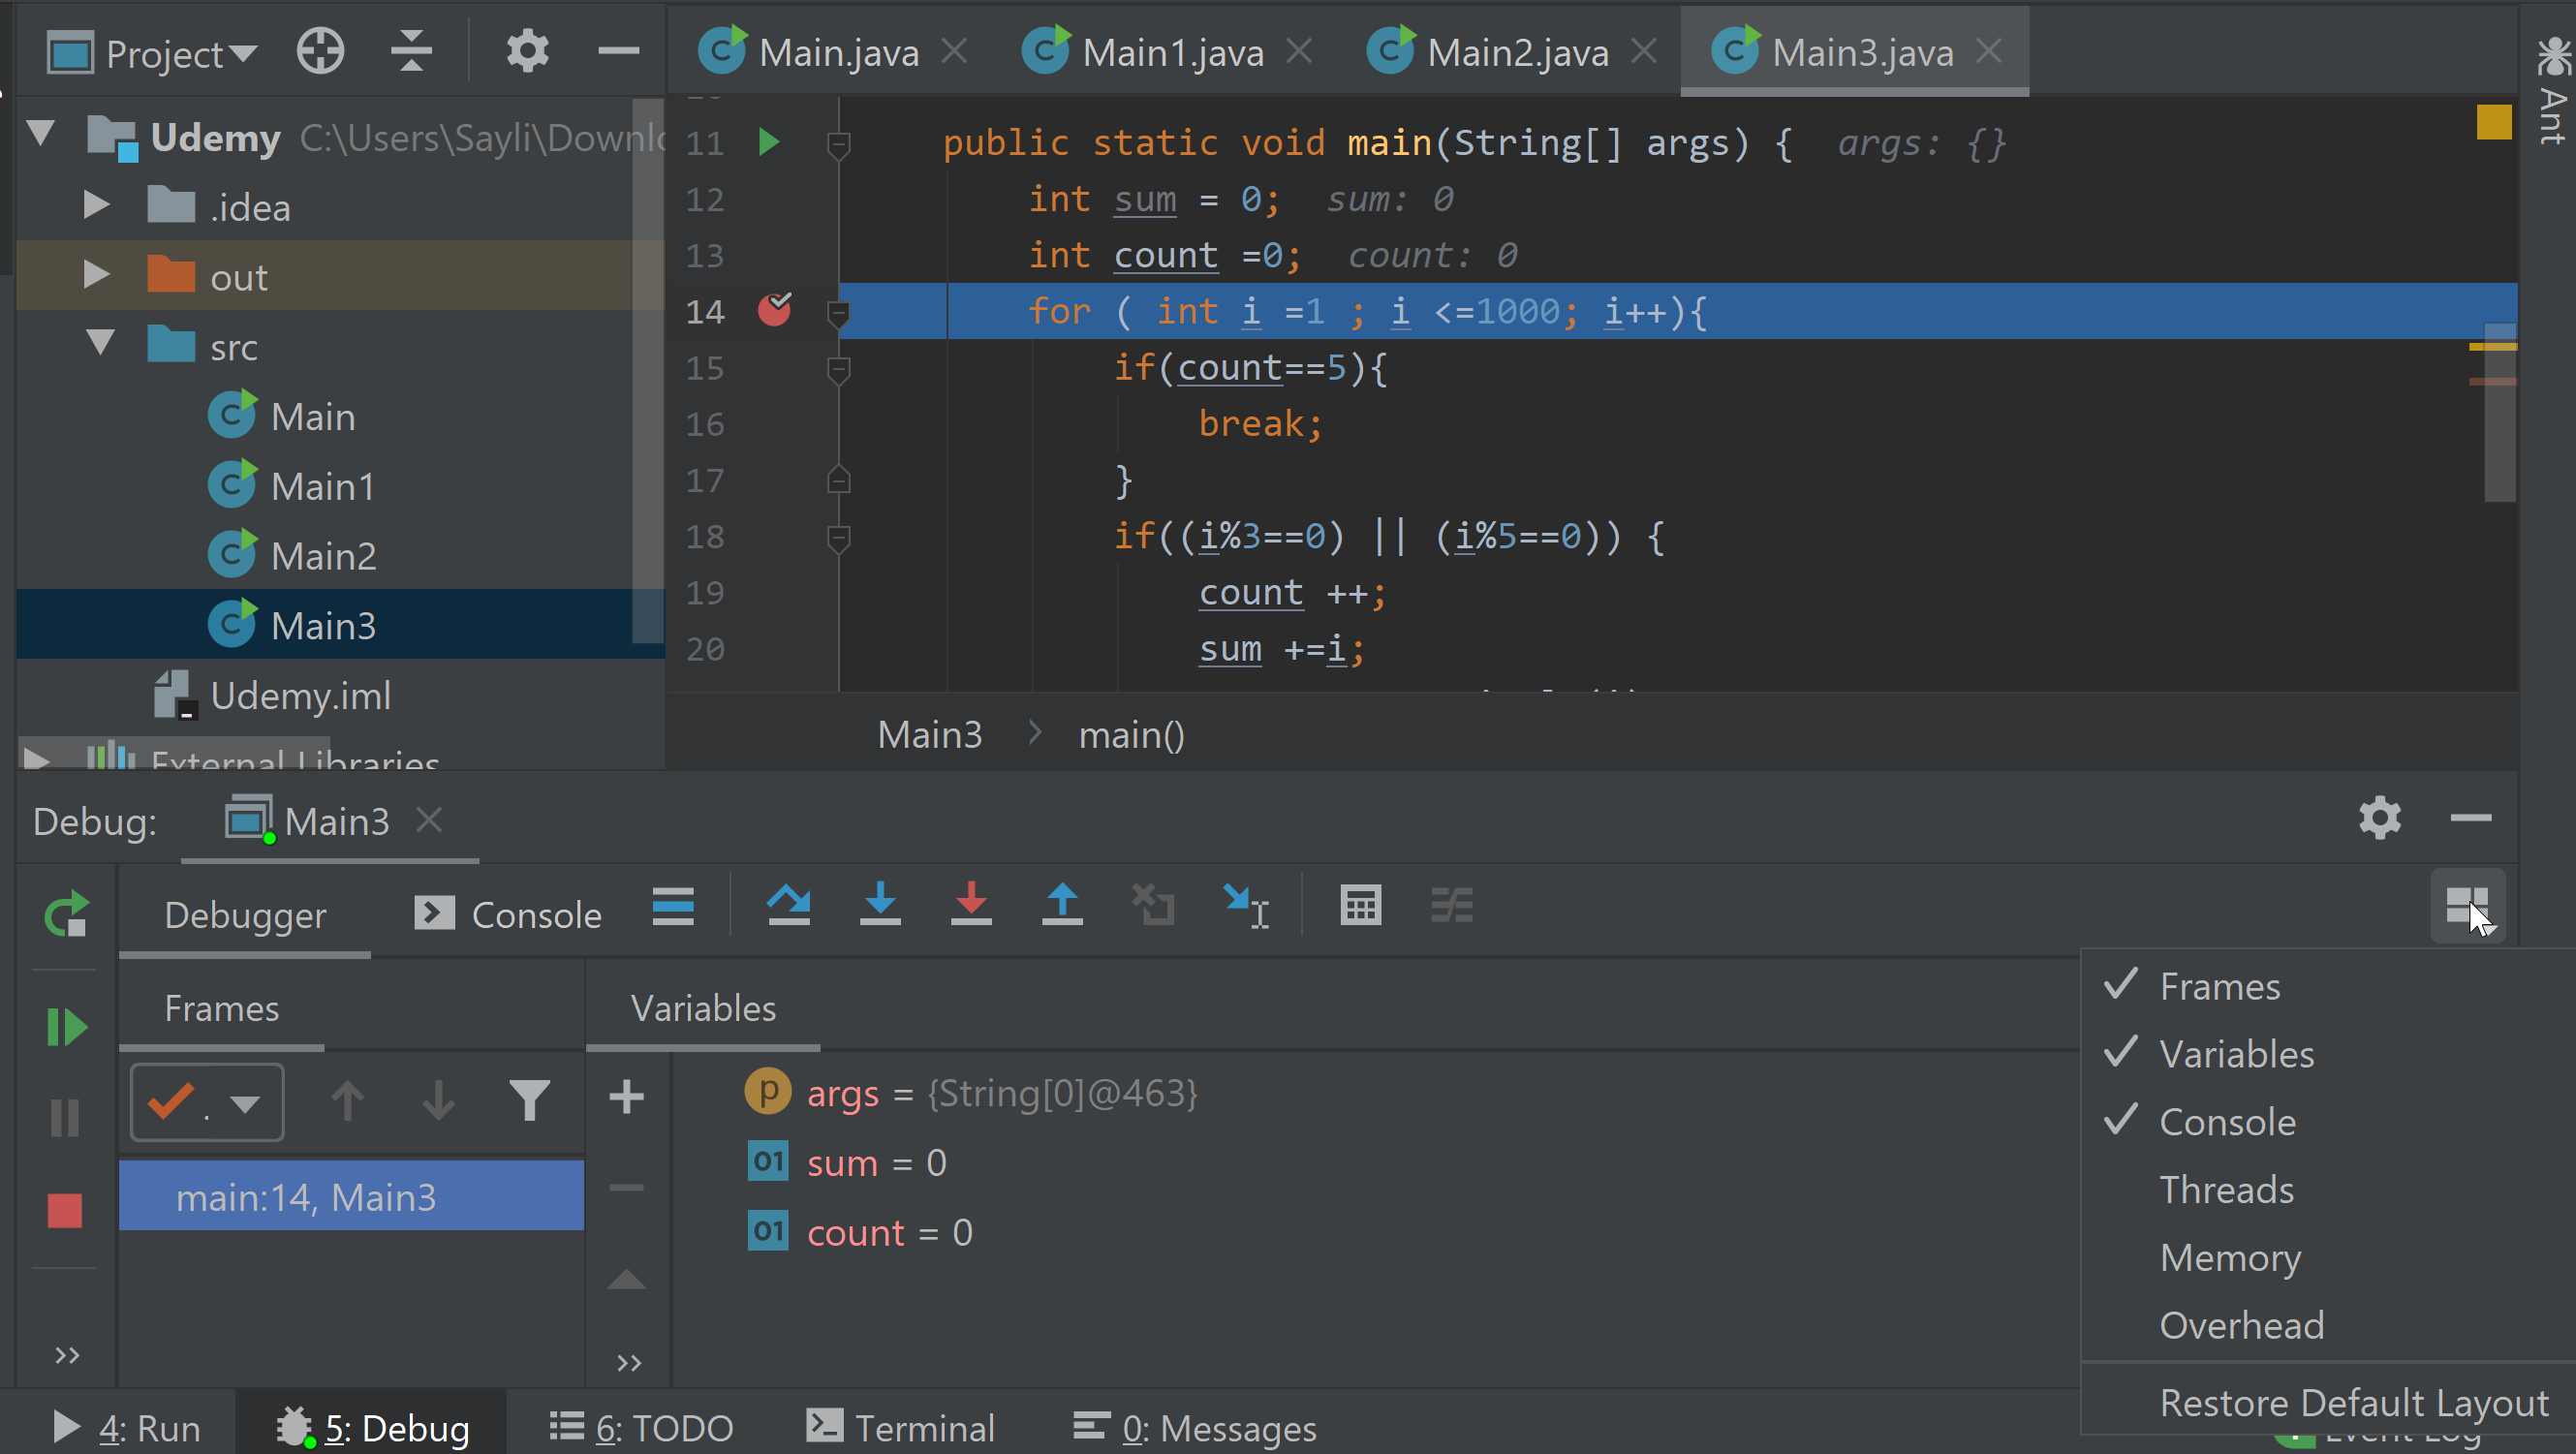 Project
Main.java
Main1.java
Main2.java
Main3.java
Ant
Udemy C:\Users\Sayli\Downlo
.idea
out
src
Main
Main1
Main2
Main3
Udemy.iml
External Libraries
11 public static void main(String[] args) { args: {}
12 int sum = 0; sum: 0
13 int count =0; count: 0
14 for ( int i =1 ; i <=1000; i++){
15 if(count==5){
16 break;
17 }
18 if((i%3==0) || (i%5==0)) {
19 count ++;
20 sum +=i;
Main3 > main()
Debug: Main3
Debugger Console
Frames Variables
args = {String[0]@463}
sum = 0
count = 0
main:14, Main3
Frames
Variables
Console
Threads
Memory
Overhead
Restore Default Layout
4: Run 5: Debug 6: TODO Terminal 0: Messages Event Log